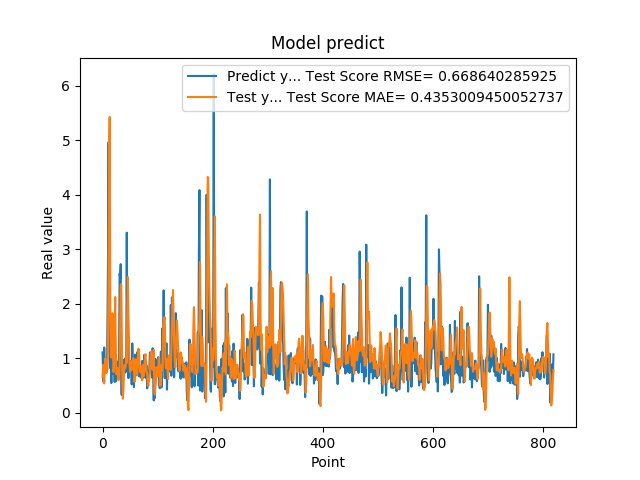 Model predict
Predict y... Test Score RMSE= 0.668640285925
Test y... Test Score MAE= 0.4353009450052737
Real value
6
5
4
3
2
1
0
0 200 400 600 800
Point